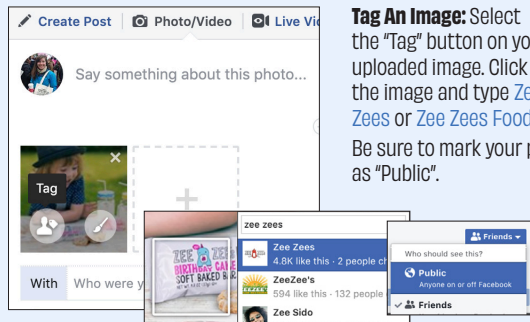 Create Post
Photo/Video
Live Vi
Say something about this photo...
Tag
With
Who were y
Tag An Image: Select
the "Tag" button on yo
uploaded image. Click
the image and type Ze
Zees or Zee Zees Food
Be sure to mark your p
as "Public".
ZEE ZEES
BIRTHDAY CAKE
SOFT BAKED BAR
zee zees
Zee Zees
4.8K like this · 2 people ch
ZeeZee's
594 like this · 132 people
Zee Sido
Friends
Who should see this?
Public
Anyone on or off Facebook
Friends